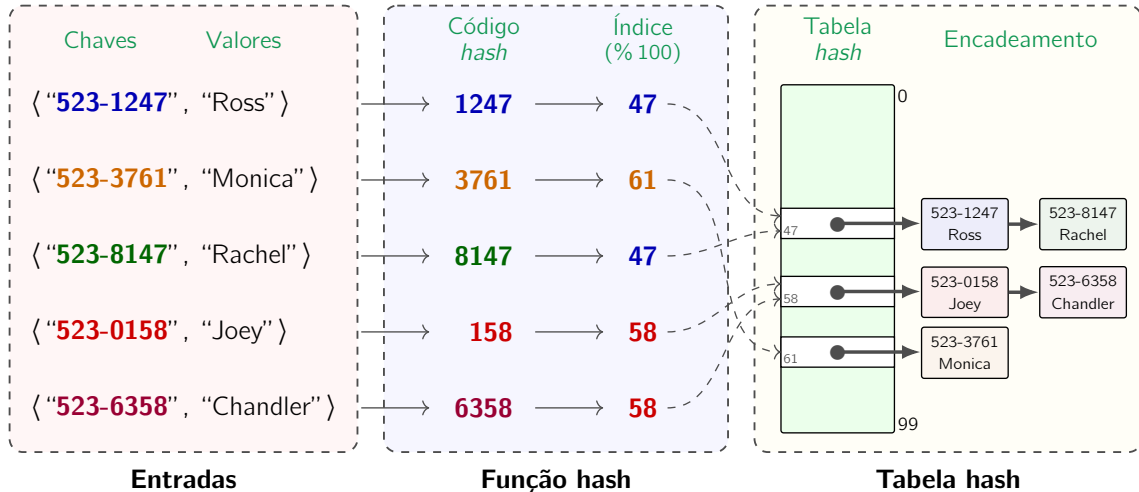 Chaves Valores
⟨ “523-1247”, “Ross” ⟩
⟨ “523-3761”, “Monica” ⟩
⟨ “523-8147”, “Rachel” ⟩
⟨ “523-0158”, “Joey” ⟩
⟨ “523-6358”, “Chandler” ⟩
Entradas
Código
hash
Índice
(% 100)
1247 47
3761 61
8147 47
158 58
6358 58
Função hash
Tabela
hash
Encadeamento
0
47
58
61
99
523-1247
Ross
523-8147
Rachel
523-0158
Joey
523-6358
Chandler
523-3761
Monica
Tabela hash